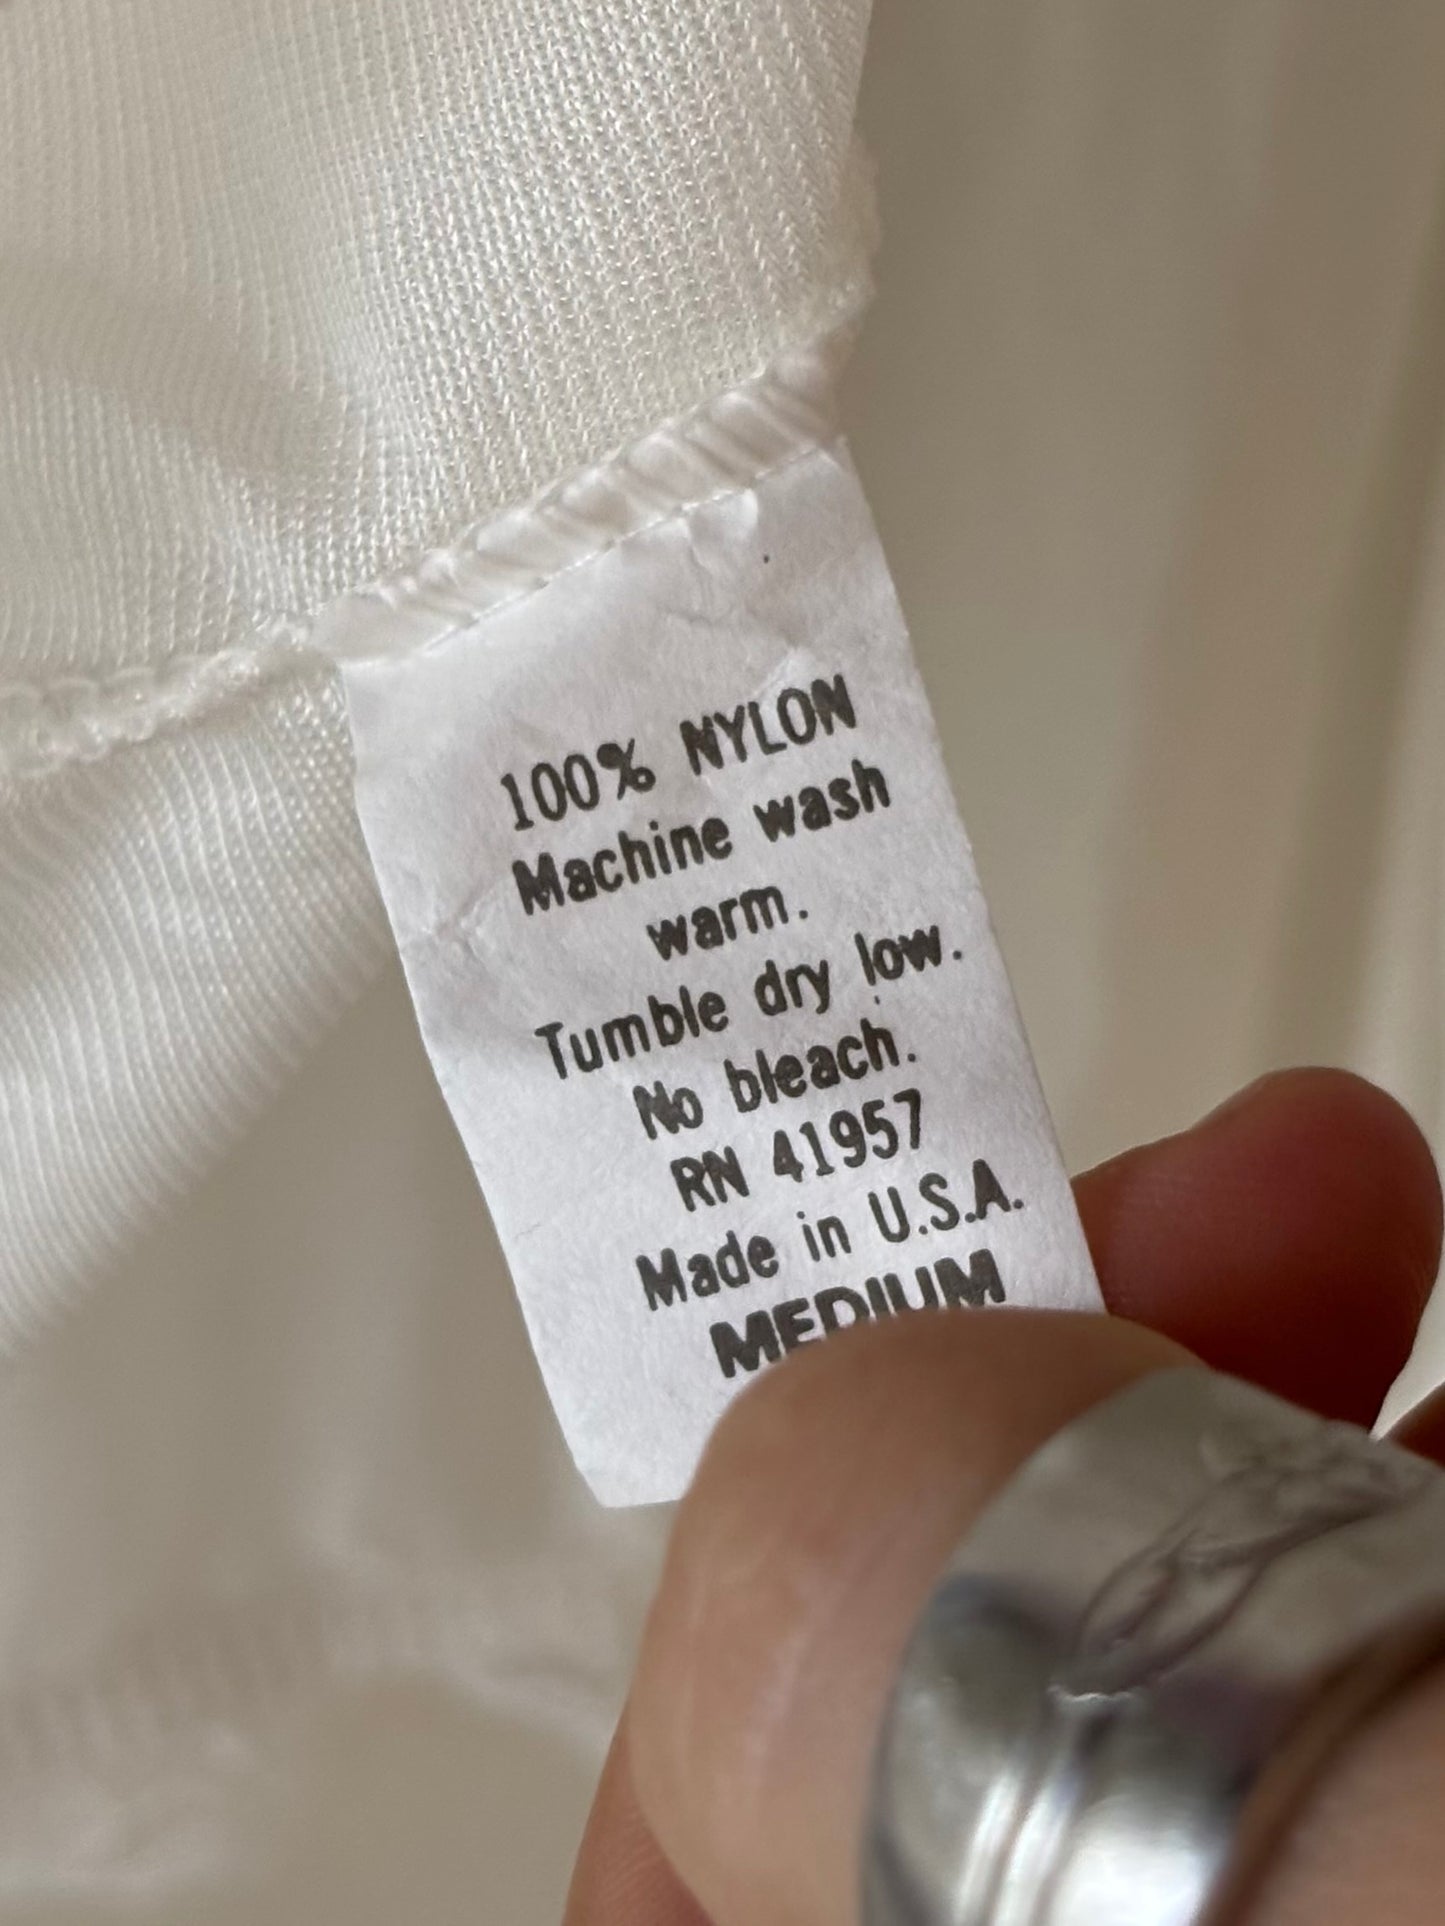 100% NYLON
Machine wash
warm.
Tumble dry low.
No bleach.
RN 41957
Made in U.S.A.
MEDIUM